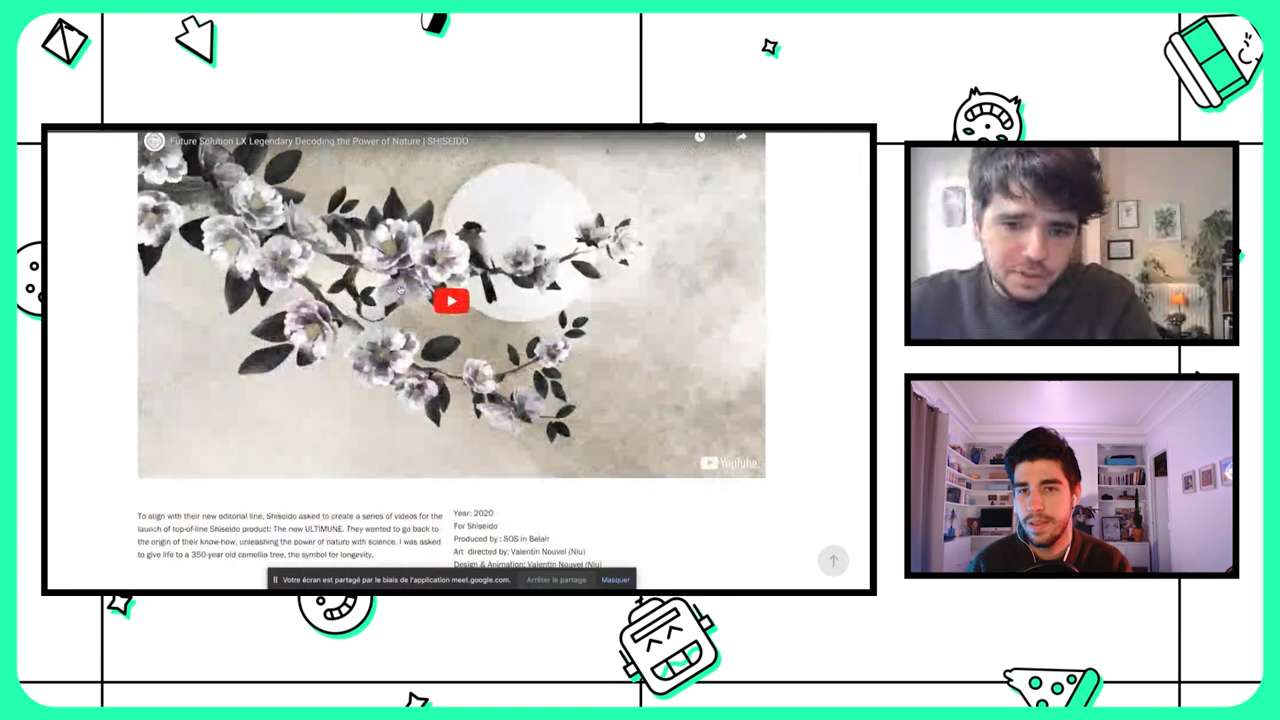 Future Solution LX Legendary Decoding the Power of Nature | SHISEIDO
YouTube
To align with their new editorial line, Shiseido asked to create a series of videos for the
launch of top-of-line Shiseido product: The new ULTIMUNE. They wanted to go back to
the origin of their know-how, unleashing the power of nature with science. I was asked
to give life to a 350-year old camellia tree, the symbol for longevity.
Year: 2020
For Shiseido
Produced by : SOS in Belair
Art directed by: Valentin Nouvel (Niu)
Design & Animation: Valentin Nouvel (Niu)
Votre écran est partagé par le biais de l'application meet.google.com.
Arrêter le partage
Masquer